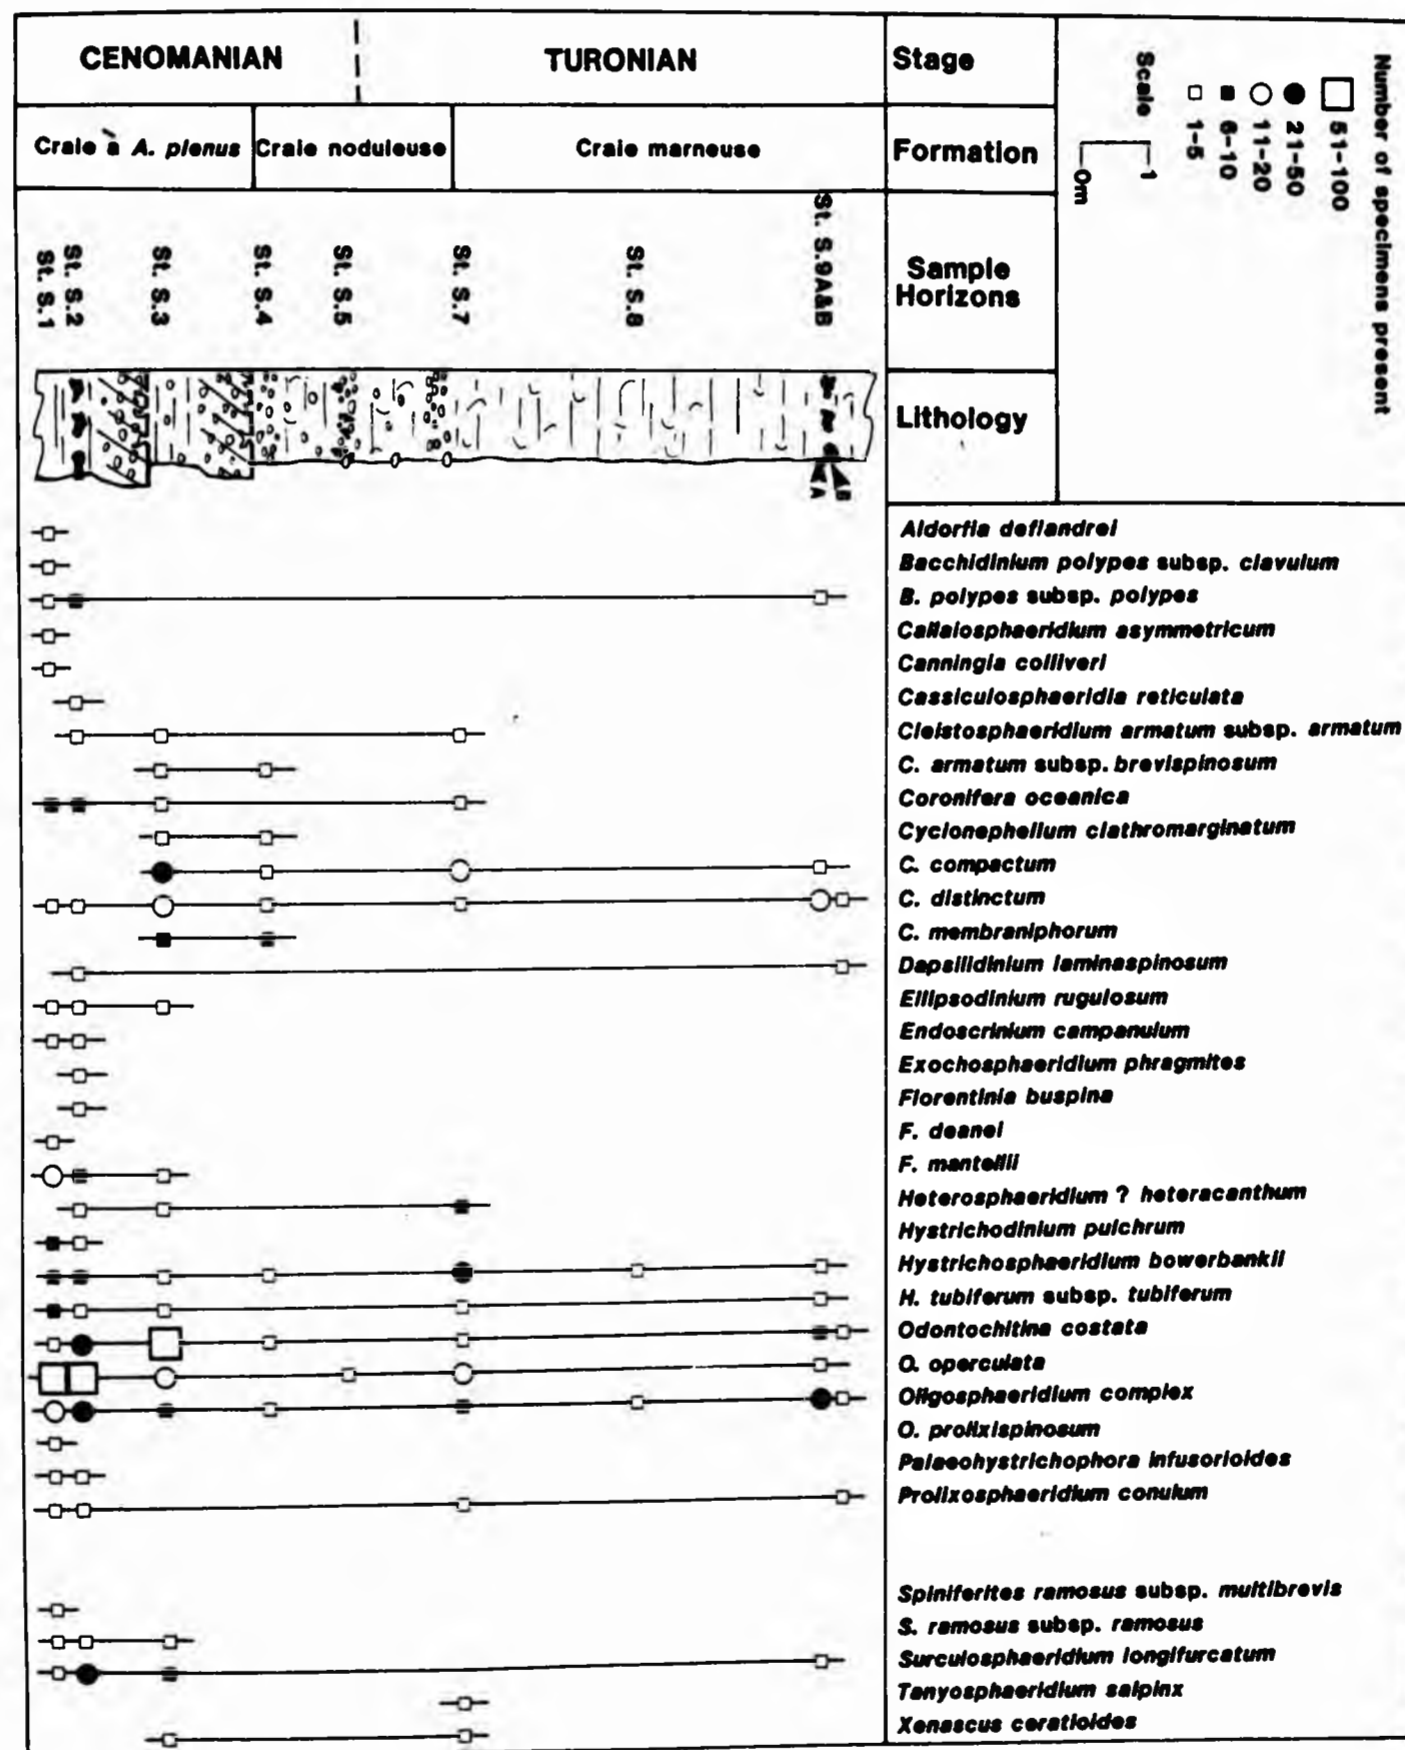 CENOMANIAN
TURONIAN
Stage
Craie à A. plenus
Craie noduleuse
Craie marneuse
Formation
St. S.1
St. S.2
St. S.3
St. S.4
St. S.5
St. S.7
St. S.8
St. S.9A&B
Sample
Horizons
Lithology
A
B
Number of specimens present
51-100
21-50
11-20
6-10
1-5
Scale
1
0m
Aldorfia deflandrei
Bacchidinium polypes subsp. clavulum
B. polypes subsp. polypes
Callaiosphaeridium asymmetricum
Canningia colliveri
Cassiculosphaeridia reticulata
Cleistosphaeridium armatum subsp. armatum
C. armatum subsp. brevispinosum
Coronifera oceanica
Cyclonephelium clathromarginatum
C. compactum
C. distinctum
C. membraniphorum
Dapsilidinium laminaspinosum
Ellipsodinium rugulosum
Endoscrinium campanulum
Exochosphaeridium phragmites
Florentinia buspina
F. deanei
F. mantellii
Heterosphaeridium ? heteracanthum
Hystrichodinium pulchrum
Hystrichosphaeridium bowerbankii
H. tubiferum subsp. tubiferum
Odontochitina costata
O. operculata
Oligosphaeridium complex
O. prolixispinosum
Palaeohystrichophora infusorioides
Prolixosphaeridium conulum
Spiniferites ramosus subsp. multibrevis
S. ramosus subsp. ramosus
Surculosphaeridium longifurcatum
Tanyosphaeridium salpinx
Xenascus ceratioides